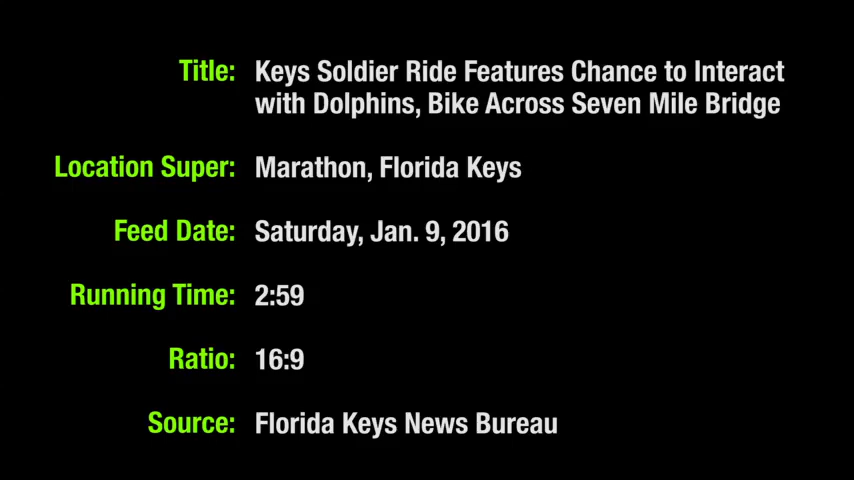 Title: Keys Soldier Ride Features Chance to Interact
with Dolphins, Bike Across Seven Mile Bridge
Location Super: Marathon, Florida Keys
Feed Date: Saturday, Jan. 9, 2016
Running Time: 2:59
Ratio: 16:9
Source: Florida Keys News Bureau